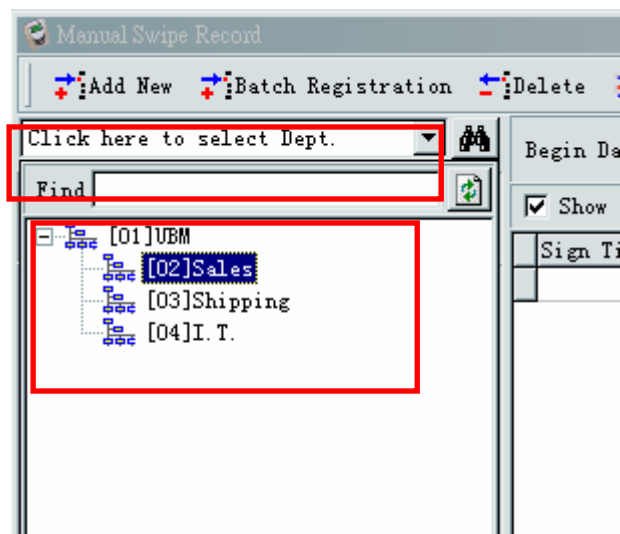 Manual Swipe Record
Add New Batch Registration Delete
Click here to select Dept.
Begin Da
Find
Show
[01]UBM
Sign Ti
[02]Sales
[03]Shipping
[04]I.T.